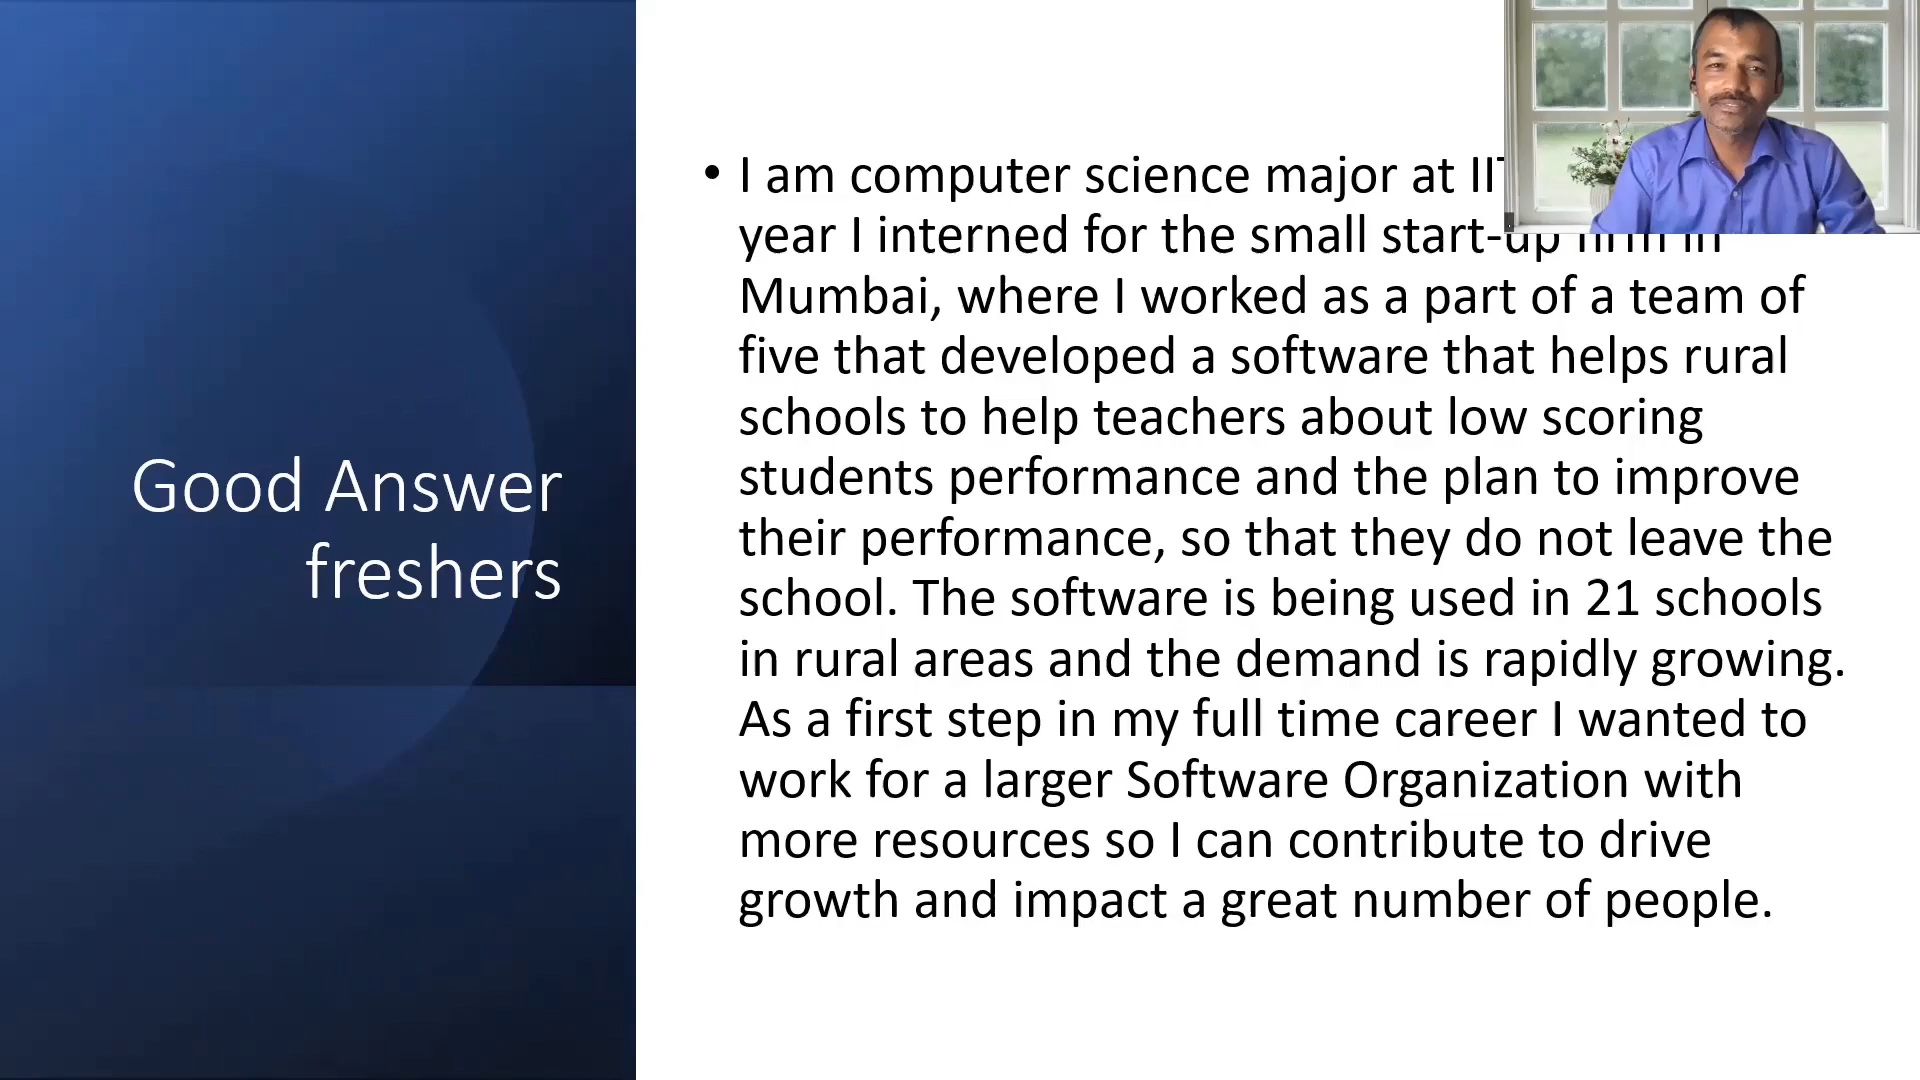 Good Answer
freshers
• I am computer science major at
year I interned for the small start-up firm in
Mumbai, where I worked as a part of a team of
five that developed a software that helps rural
schools to help teachers about low scoring
students performance and the plan to improve
their performance, so that they do not leave the
school. The software is being used in 21 schools
in rural areas and the demand is rapidly growing.
As a first step in my full time career I wanted to
work for a larger Software Organization with
more resources so I can contribute to drive
growth and impact a great number of people.